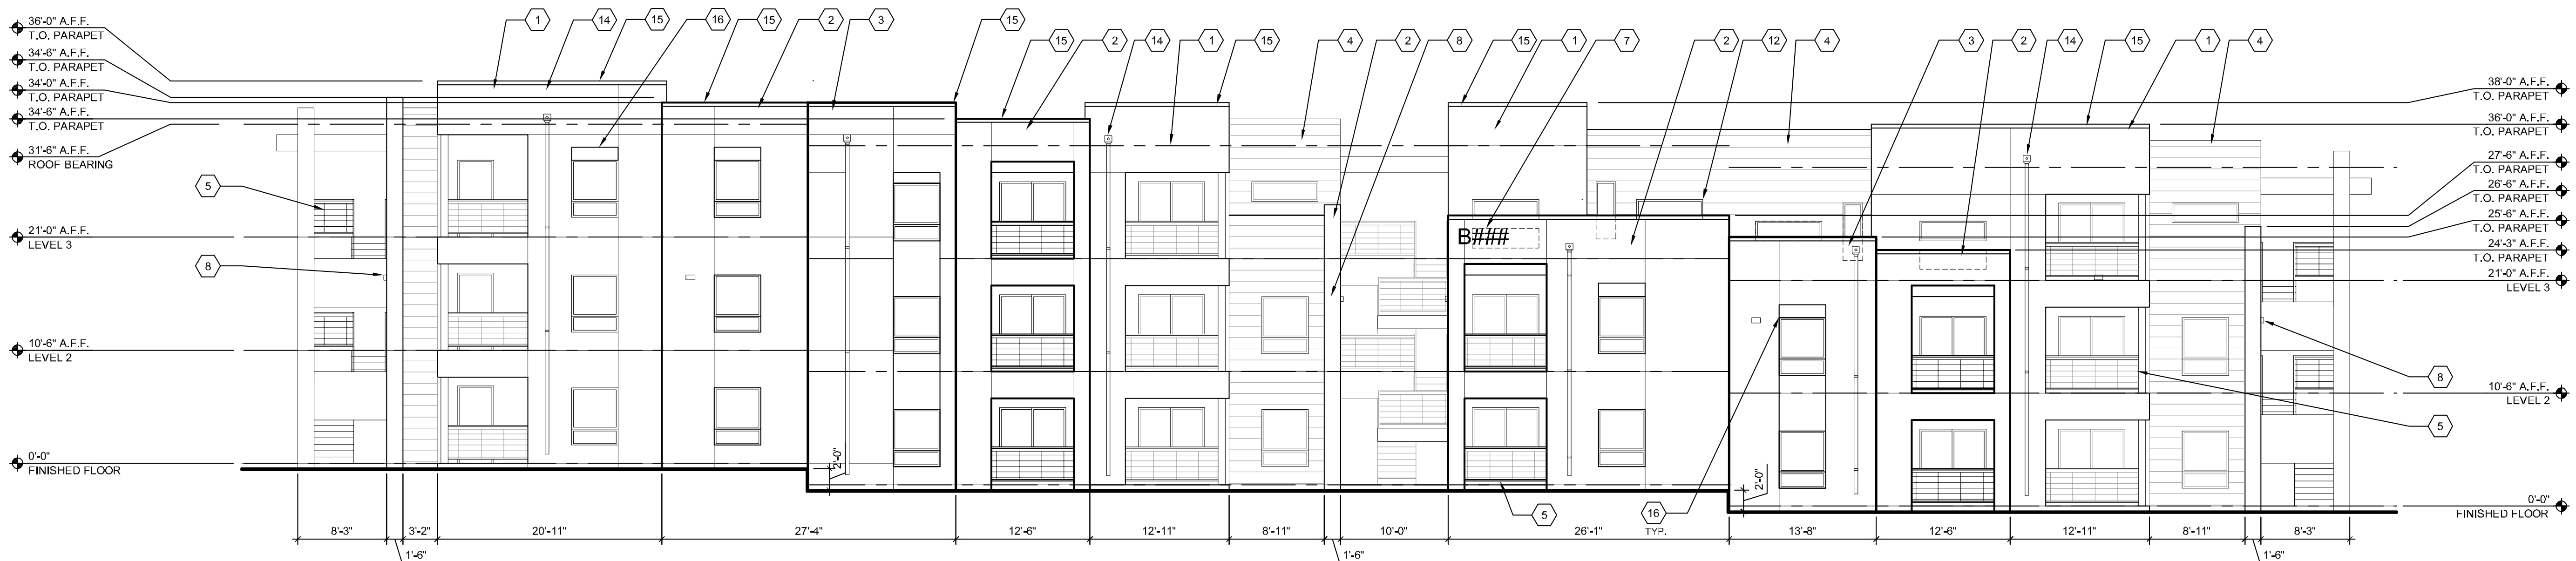 1
14
15
16
15
2
3
15
15
2
14
1
15
4
2
8
15
1
7
2
12
4
3
2
14
15
1
4
36'-0" A.F.F.
T.O. PARAPET
34'-6" A.F.F.
T.O. PARAPET
34'-0" A.F.F.
T.O. PARAPET
34'-6" A.F.F.
T.O. PARAPET
31'-6" A.F.F.
ROOF BEARING
5
21'-0" A.F.F.
LEVEL 3
8
10'-6" A.F.F.
LEVEL 2
0'-0"
FINISHED FLOOR
B###
38'-0" A.F.F.
T.O. PARAPET
36'-0" A.F.F.
T.O. PARAPET
27'-6" A.F.F.
T.O. PARAPET
26'-6" A.F.F.
T.O. PARAPET
25'-6" A.F.F.
T.O. PARAPET
24'-3" A.F.F.
T.O. PARAPET
21'-0" A.F.F.
LEVEL 3
8
10'-6" A.F.F.
LEVEL 2
5
0'-0"
FINISHED FLOOR
2'-0"
2'-0"
5
16
TYP.
8'-3"
3'-2"
20'-11"
27'-4"
12'-6"
12'-11"
8'-11"
10'-0"
26'-1"
13'-8"
12'-6"
12'-11"
8'-11"
8'-3"
1'-6"
1'-6"
1'-6"